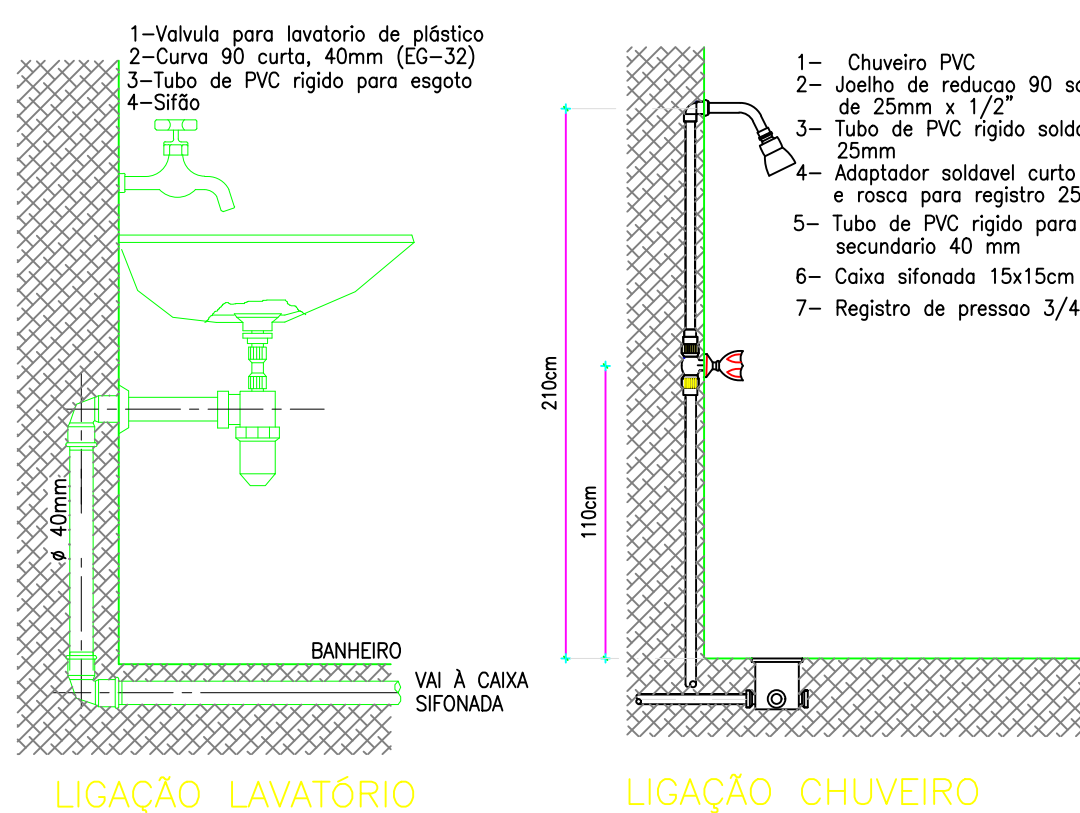 1-Valvula para lavatorio de plástico
2-Curva 90 curta, 40mm (EG-32)
3-Tubo de PVC rigido para esgoto
4-Sifão
ø 40mm
BANHEIRO
VAI À CAIXA
SIFONADA
LIGAÇÃO LAVATÓRIO
1- Chuveiro PVC
2- Joelho de reducao 90
de 25mm x 1/2"
3- Tubo de PVC rigido
25mm
4- Adaptador soldavel curto
e rosca para registro
5- Tubo de PVC rigido para
secundario 40 mm
6- Caixa sifonada 15x15cm
7- Registro de pressao 3/4
210cm
110cm
LIGAÇÃO CHUVEIRO